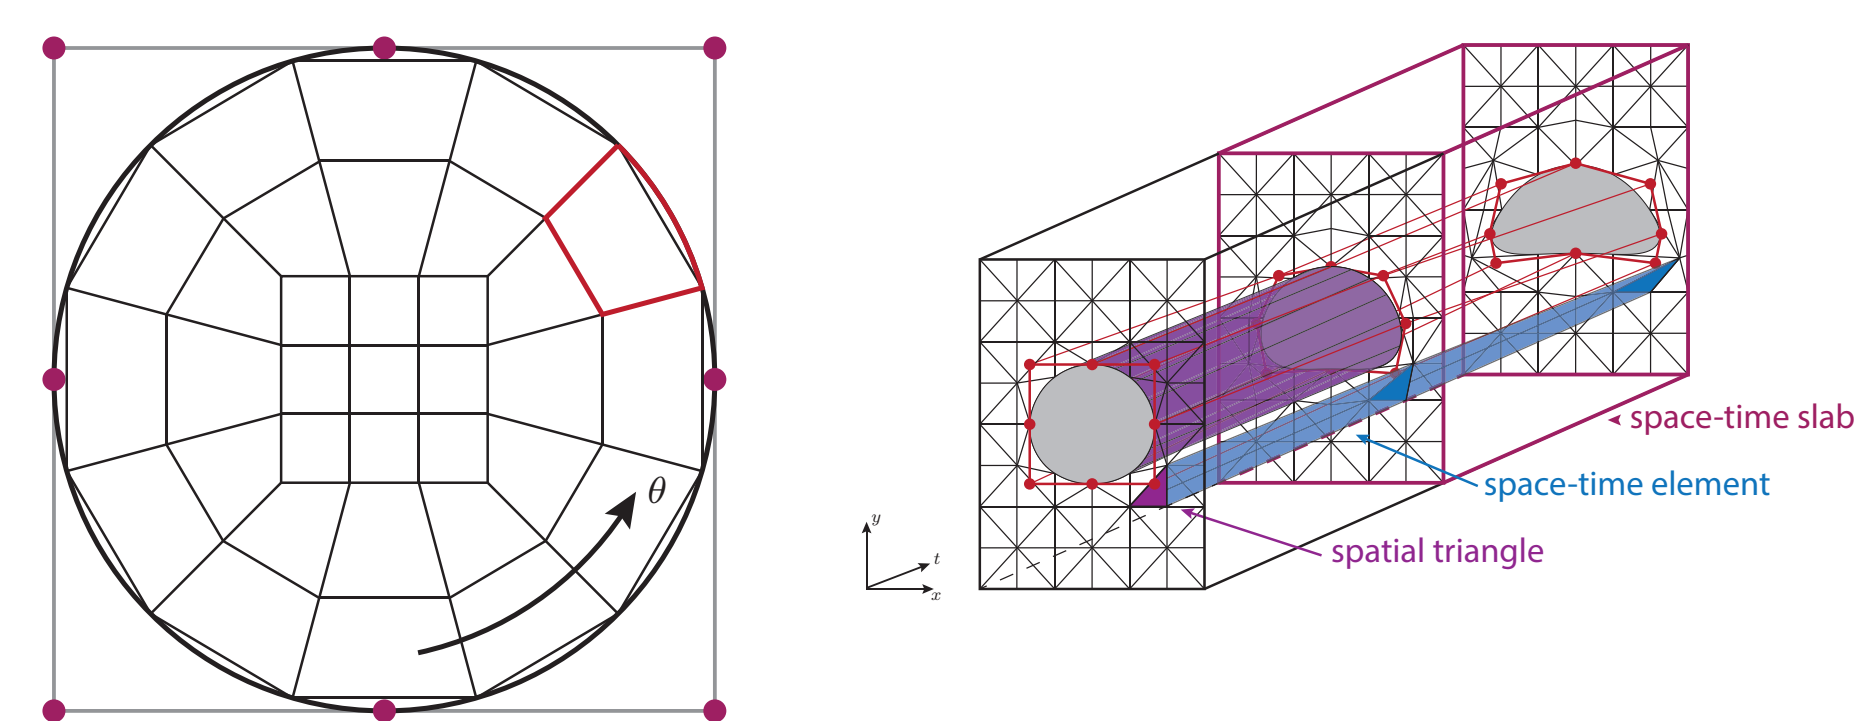 θ
space-time slab
space-time element
spatial triangle
y
t
x